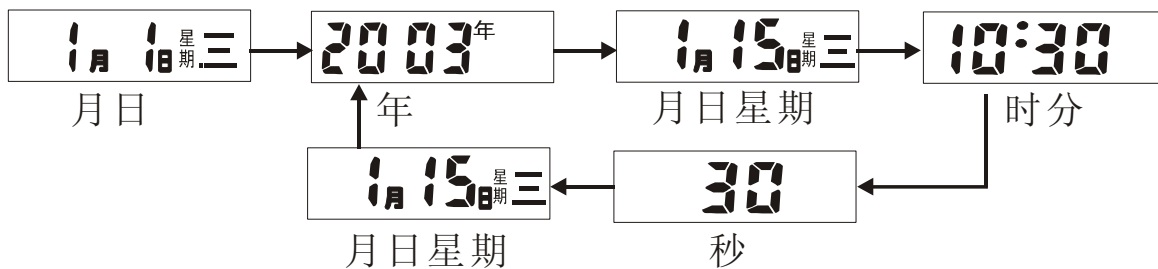 1月 1日 星期三
2003年
1月15日 星期三
10:30
月日
年
月日星期
时分
1月15日 星期三
30
月日星期
秒